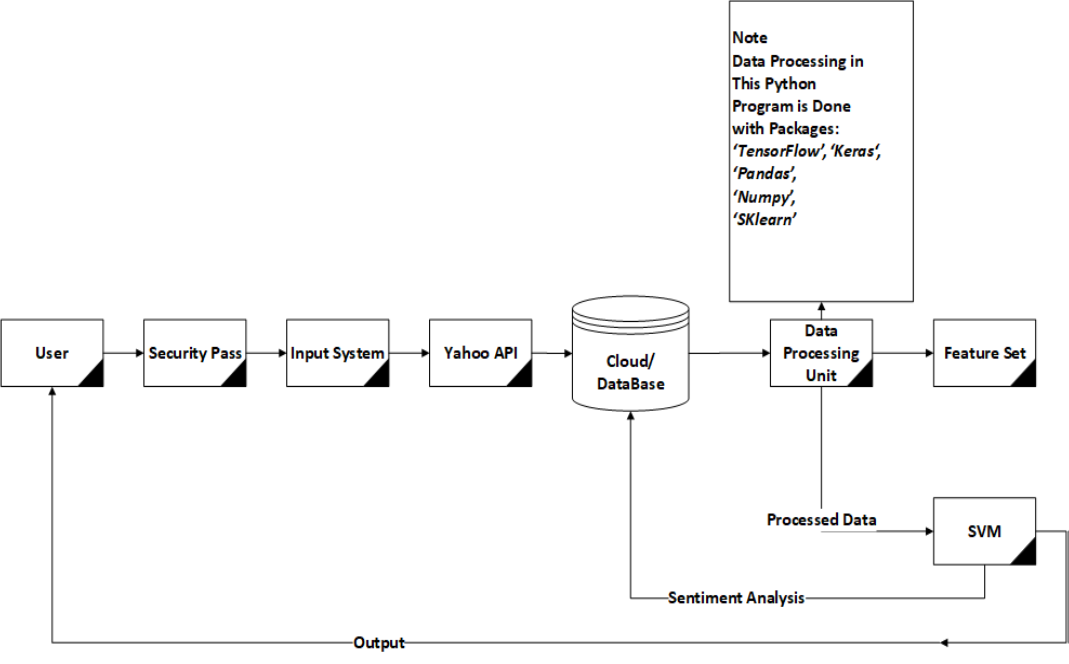 Note
Data Processing in
This Python
Program is Done
with Packages:
‘TensorFlow’, ‘Keras‘,
‘Pandas’,
‘Numpy’,
‘SKlearn’
User
Security Pass
Input System
Yahoo API
Cloud/
DataBase
Data
Processing
Unit
Feature Set
Processed Data
SVM
Sentiment Analysis
Output